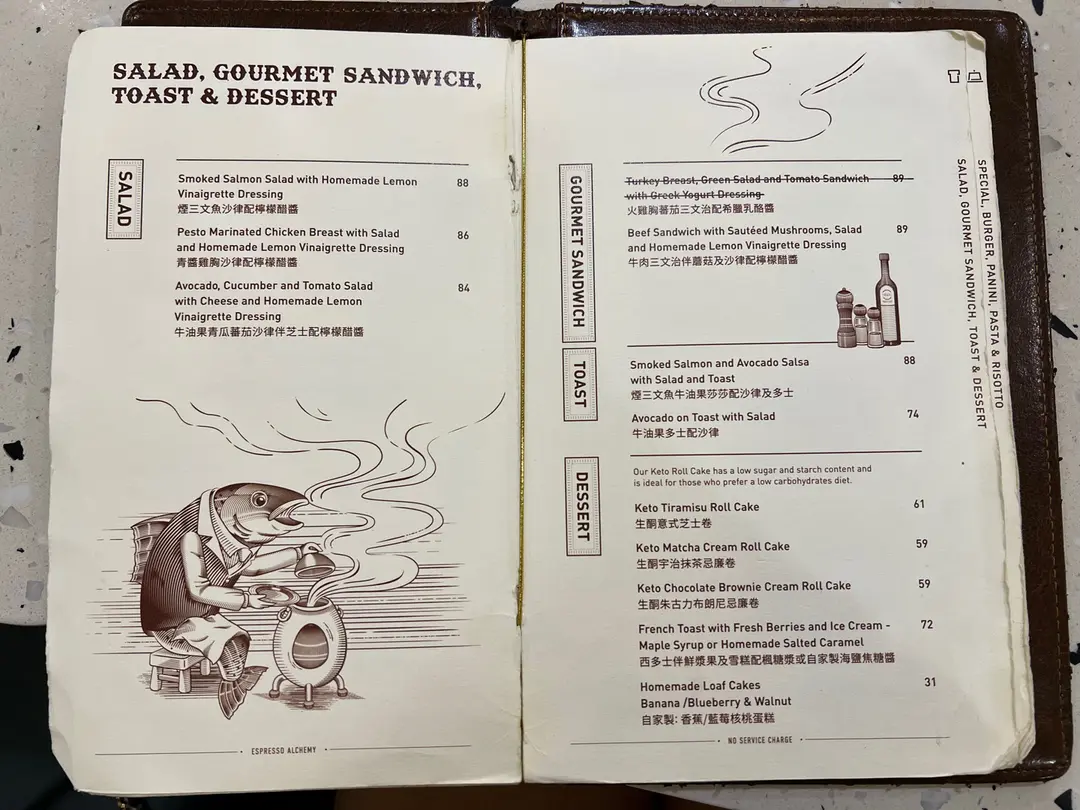 SALAD, GOURMET SANDWICH,
TOAST & DESSERT
SALAD
Smoked Salmon Salad with Homemade Lemon 88
Vinaigrette Dressing
煙三文魚沙律配檸檬醋醬
Pesto Marinated Chicken Breast with Salad 86
and Homemade Lemon Vinaigrette Dressing
青醬雞胸沙律配檸檬醋醬
Avocado, Cucumber and Tomato Salad 84
with Cheese and Homemade Lemon
Vinaigrette Dressing
牛油果青瓜蕃茄沙律伴芝士配檸檬醋醬
ESPRESSO ALCHEMY
GOURMET SANDWICH
Turkey Breast, Green Salad and Tomato Sandwich 89
with Greek Yogurt Dressing
火雞胸蕃茄三文治配希臘乳酪醬
Beef Sandwich with Sautéed Mushrooms, Salad 89
and Homemade Lemon Vinaigrette Dressing
牛肉三文治伴蘑菇及沙律配檸檬醋醬
TOAST
Smoked Salmon and Avocado Salsa 88
with Salad and Toast
煙三文魚牛油果莎莎配沙律及多士
Avocado on Toast with Salad 74
牛油果多士配沙律
DESSERT
Our Keto Roll Cake has a low sugar and starch content and
is ideal for those who prefer a low carbohydrates diet.
Keto Tiramisu Roll Cake 61
生酮意式芝士卷
Keto Matcha Cream Roll Cake 59
生酮宇治抹茶忌廉卷
Keto Chocolate Brownie Cream Roll Cake 59
生酮朱古力布朗尼忌廉卷
French Toast with Fresh Berries and Ice Cream - 72
Maple Syrup or Homemade Salted Caramel
西多士伴鮮漿果及雪糕配楓糖漿或自家製海鹽焦糖醬
Homemade Loaf Cakes 31
Banana /Blueberry & Walnut
自家製: 香蕉/藍莓核桃蛋糕
NO SERVICE CHARGE
SPECIAL, BURGER, PANINI, PASTA & RISOTTO
SALAD, GOURMET SANDWICH, TOAST & DESSERT